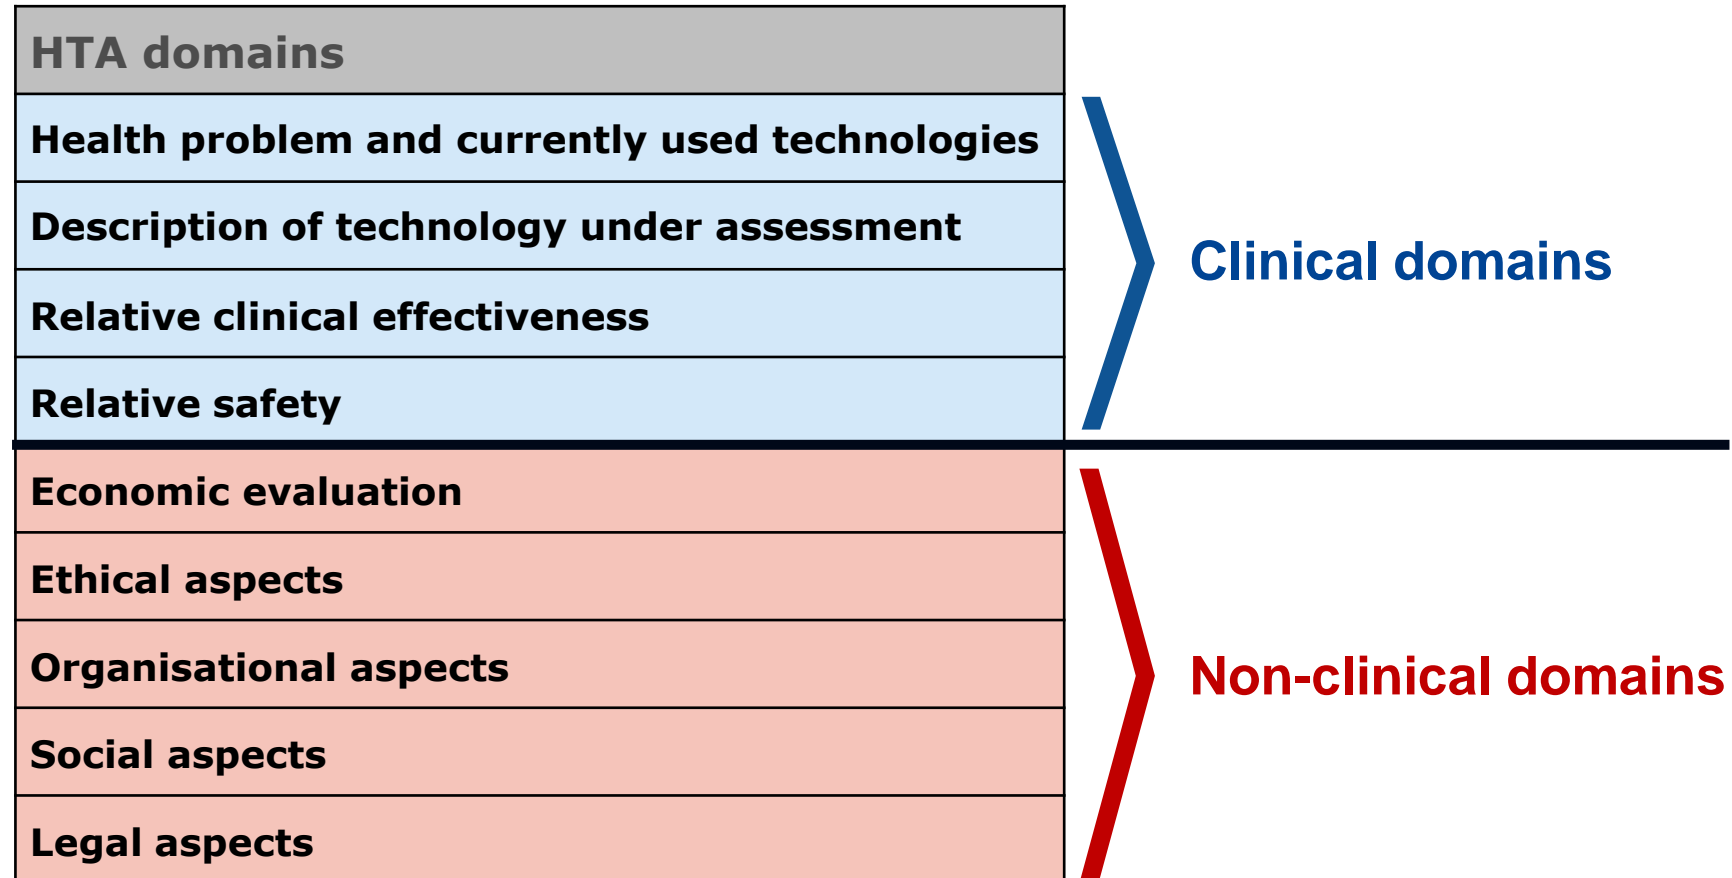 HTA domains
Health problem and currently used technologies
Description of technology under assessment
Relative clinical effectiveness
Relative safety
Clinical domains
Economic evaluation
Ethical aspects
Organisational aspects
Social aspects
Legal aspects
Non-clinical domains